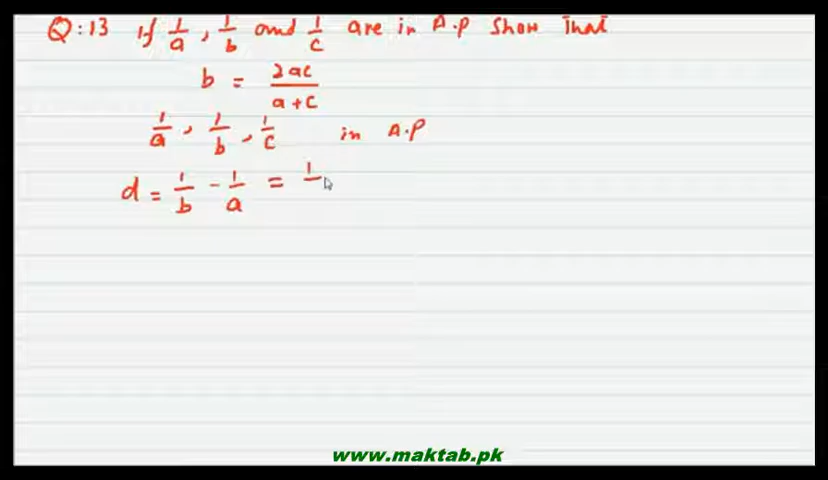 Q:13 If 1/a, 1/b and 1/c are in A.P Show That
b = 2ac/a+c
1/a, 1/b, 1/c in A.P
d = 1/b - 1/a = 1/
www.maktab.pk